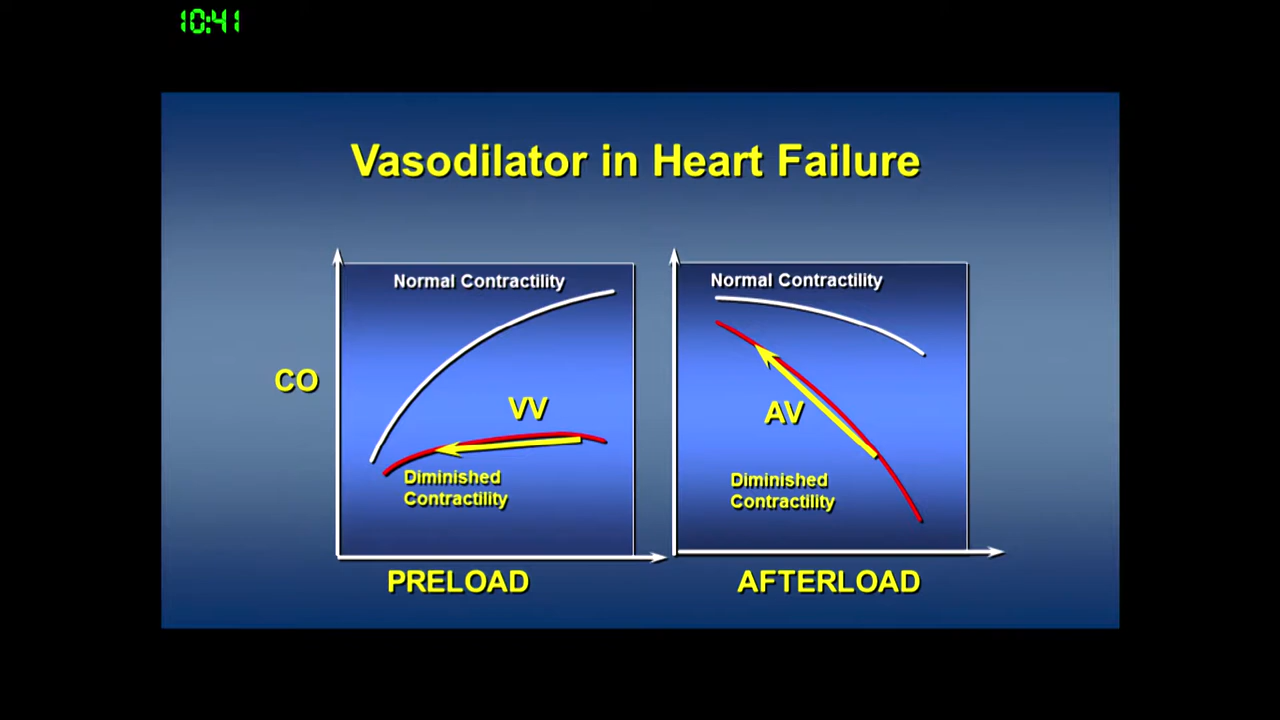 10:41
Vasodilator in Heart Failure
Normal Contractility
CO
VV
Diminished
Contractility
PRELOAD
Normal Contractility
AV
Diminished
Contractility
AFTERLOAD